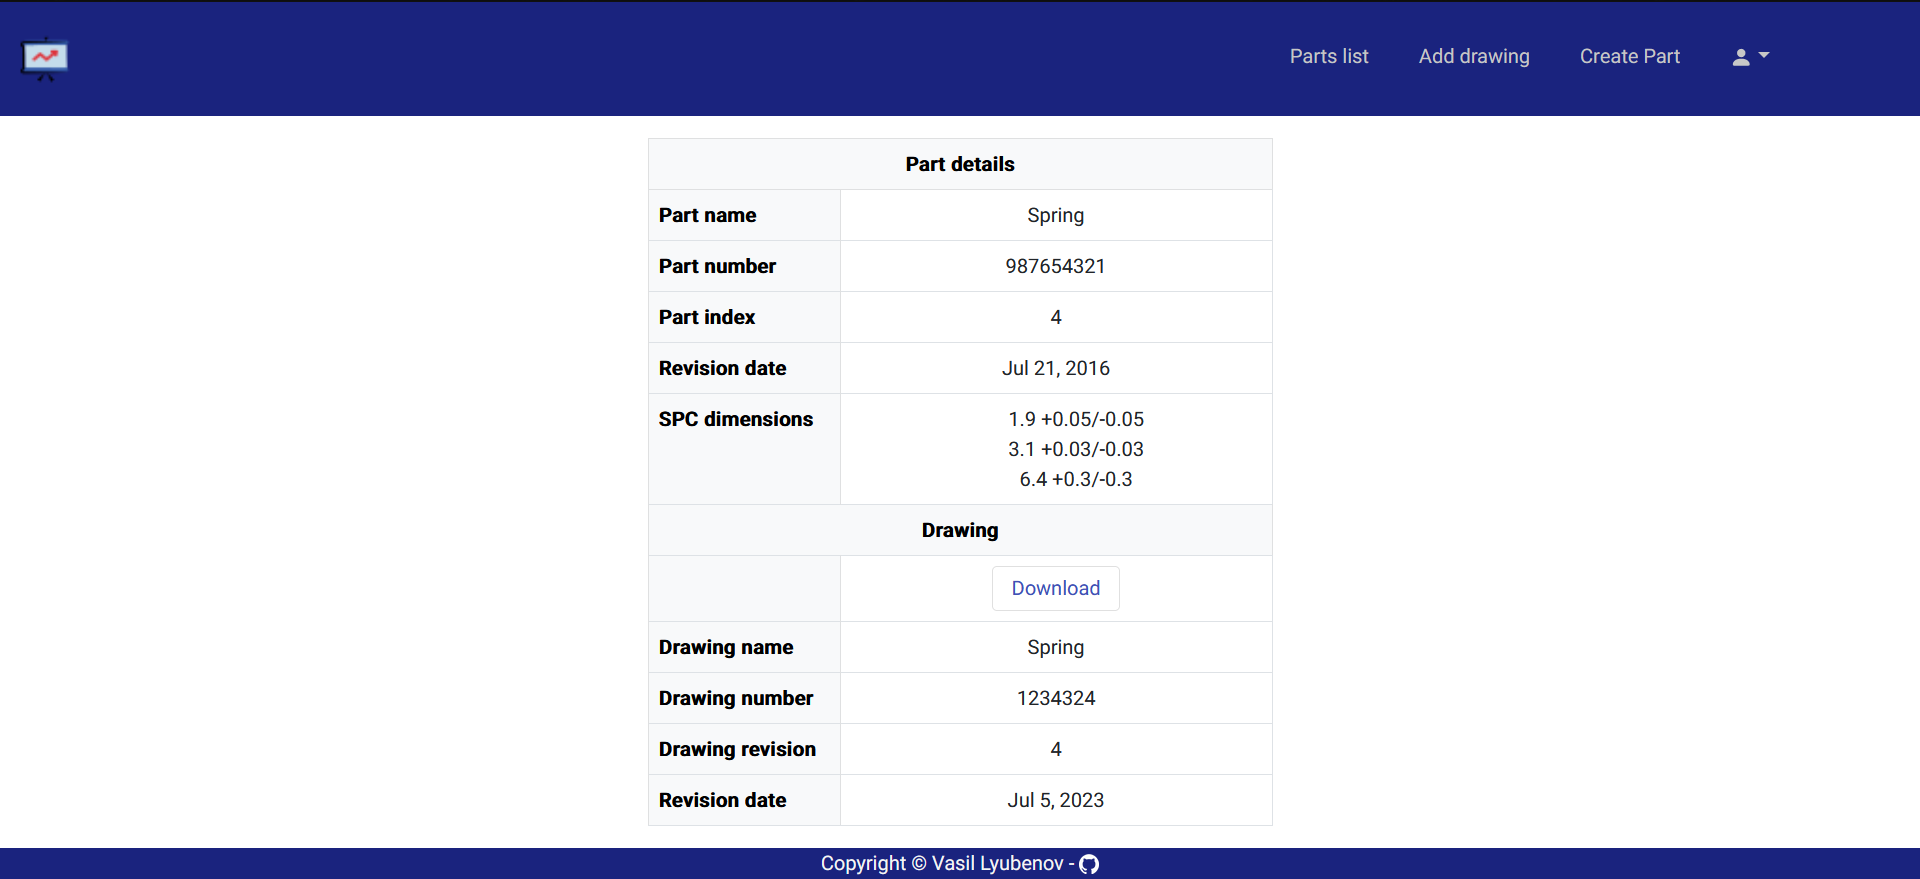 Parts list Add drawing Create Part
Part details
Part name Spring
Part number 987654321
Part index 4
Revision date Jul 21, 2016
SPC dimensions 1.9 +0.05/-0.05
3.1 +0.03/-0.03
6.4 +0.3/-0.3
Drawing
Download
Drawing name Spring
Drawing number 1234324
Drawing revision 4
Revision date Jul 5, 2023
Copyright © Vasil Lyubenov -